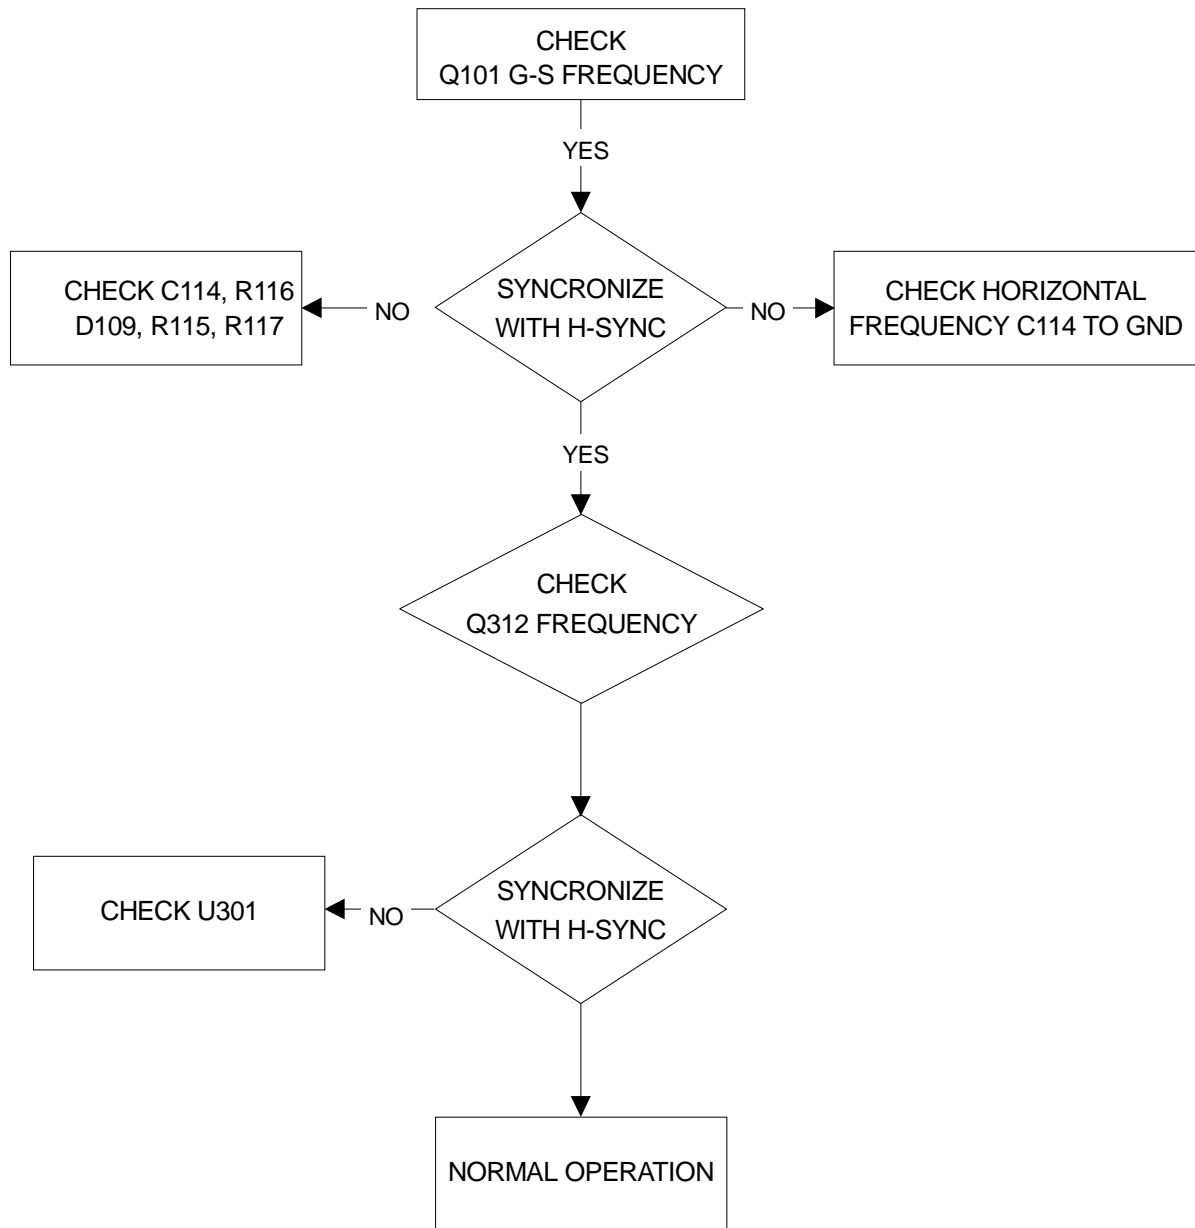 CHECK
Q101 G-S FREQUENCY
YES
CHECK C114, R116
D109, R115, R117
NO
SYNCRONIZE
WITH H-SYNC
NO
CHECK HORIZONTAL
FREQUENCY C114 TO GND
YES
CHECK
Q312 FREQUENCY
CHECK U301
NO
SYNCRONIZE
WITH H-SYNC
NORMAL OPERATION